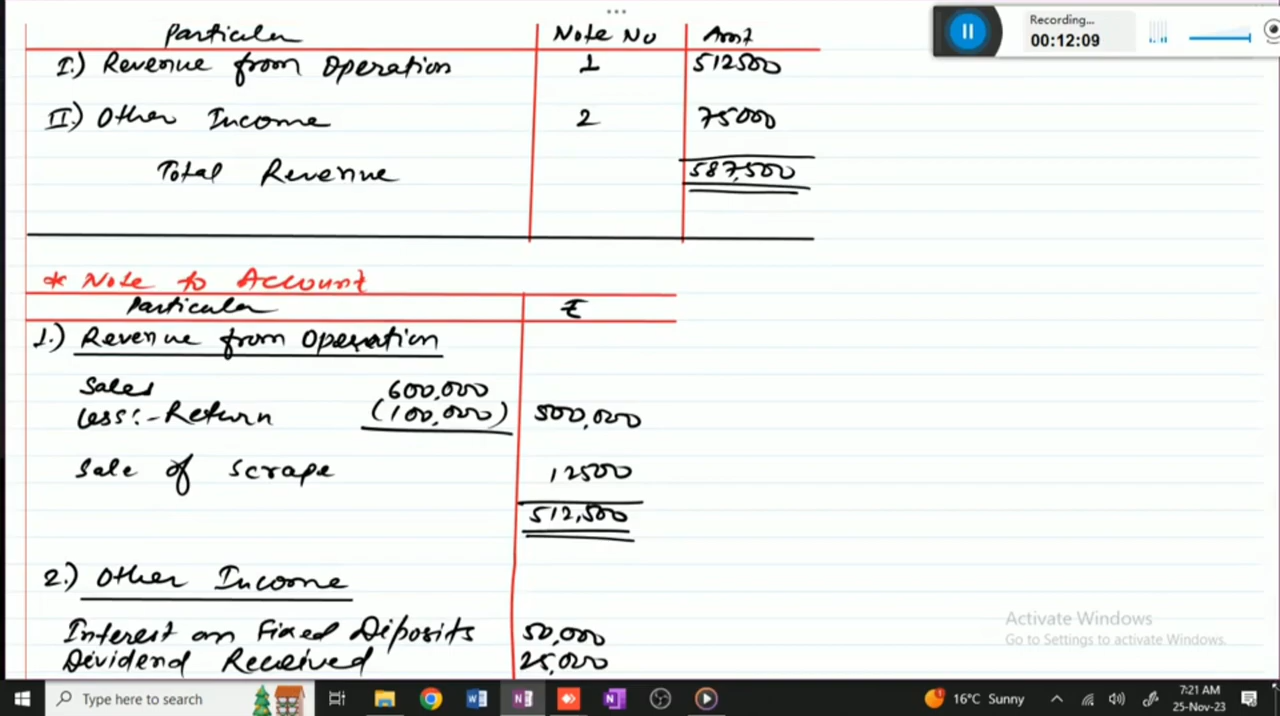 Recording...
00:12:09
Particular Note No Amt
I.) Revenue from Operation 1 512500
II.) Other Income 2 75000
Total Revenue 587,500
* Note to Account
Particular ₹
1.) Revenue from Operation
Sales 600,000
Less:- Return (100,000) 500,000
Sale of Scrape 12500
512,500
2.) Other Income
Interest on Fixed Deposits 50,000
Dividend Received 25,000
Activate Windows
Go to Settings to activate Windows.
Type here to search
16°C Sunny
7:21 AM
25-Nov-23